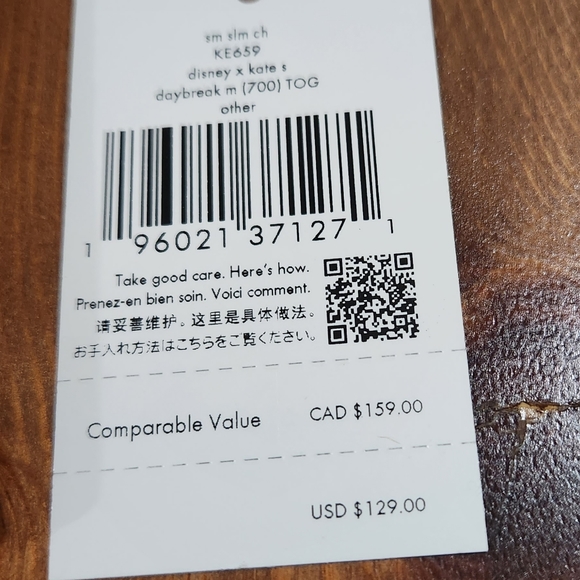 sm slm ch
KE659
disney x kate s
daybreak m (700) TOG
other
1 96021 37127 1
Take good care. Here's how.
Prenez-en bien soin. Voici comment.
请妥善维护。这里是具体做法。
お手入れ方法はこちらをご覧ください。
Comparable Value CAD $159.00
USD $129.00